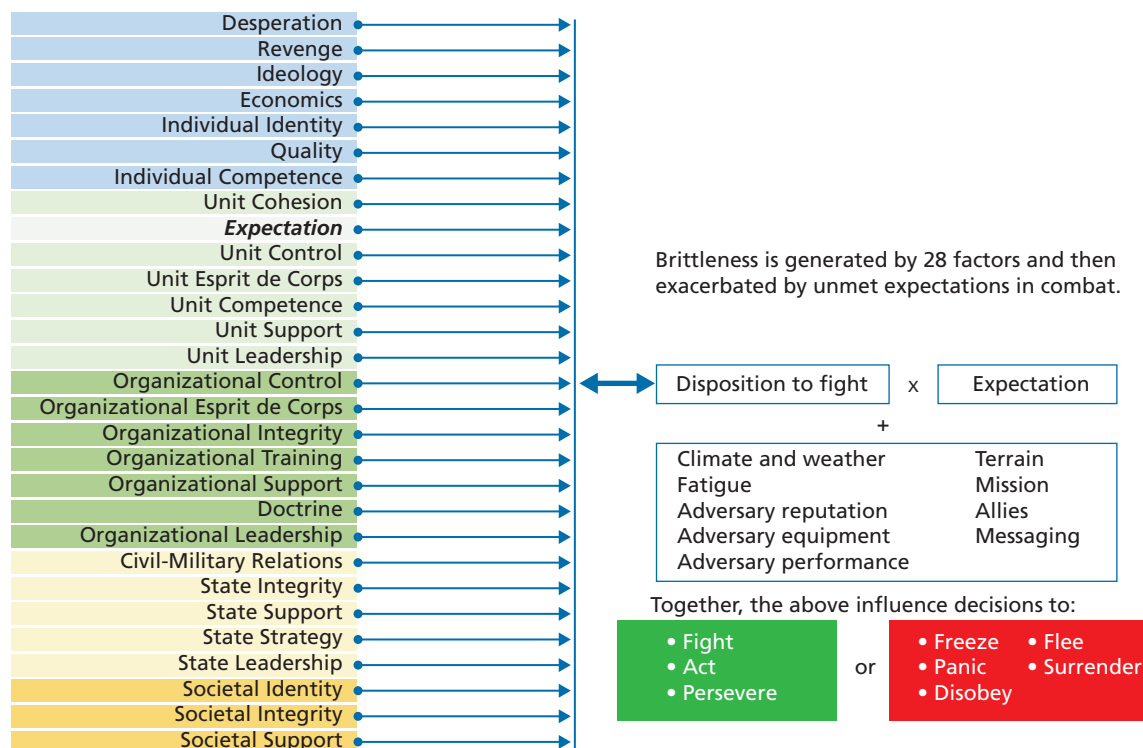 Desperation
Revenge
Ideology
Economics
Individual Identity
Quality
Individual Competence
Unit Cohesion
Expectation
Unit Control
Unit Esprit de Corps
Unit Competence
Unit Support
Unit Leadership
Organizational Control
Organizational Esprit de Corps
Organizational Integrity
Organizational Training
Organizational Support
Doctrine
Organizational Leadership
Civil-Military Relations
State Integrity
State Support
State Strategy
State Leadership
Societal Identity
Societal Integrity
Societal Support
Brittleness is generated by 28 factors and then
exacerbated by unmet expectations in combat.
Disposition to fight x Expectation
+
Climate and weather
Fatigue
Adversary reputation
Adversary equipment
Adversary performance
Terrain
Mission
Allies
Messaging
Together, the above influence decisions to:
• Fight
• Act
• Persevere
or
• Freeze
• Panic
• Disobey
• Flee
• Surrender